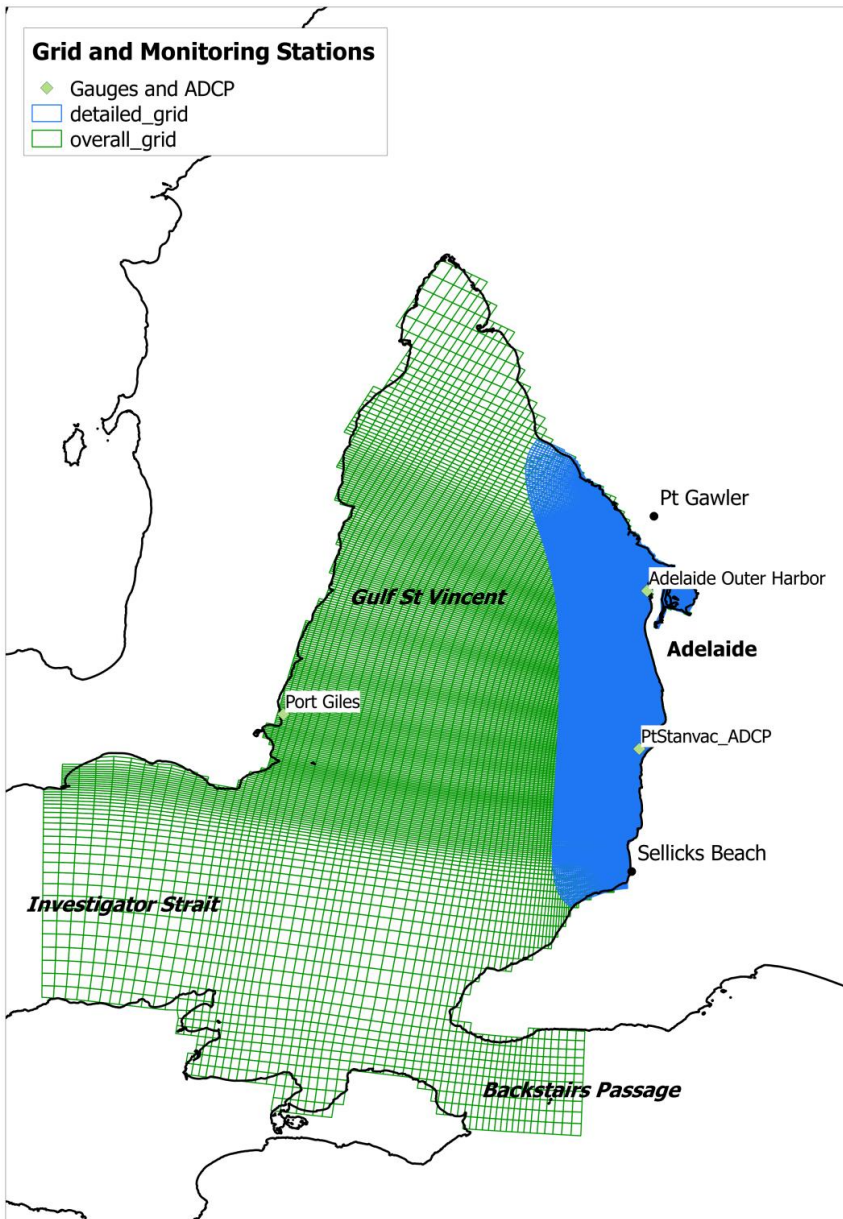 Grid and Monitoring Stations
Gauges and ADCP
detailed_grid
overall_grid
Pt Gawler
Adelaide Outer Harbor
Gulf St Vincent
Adelaide
Port Giles
PtStanvac_ADCP
Sellicks Beach
Investigator Strait
Backstairs Passage